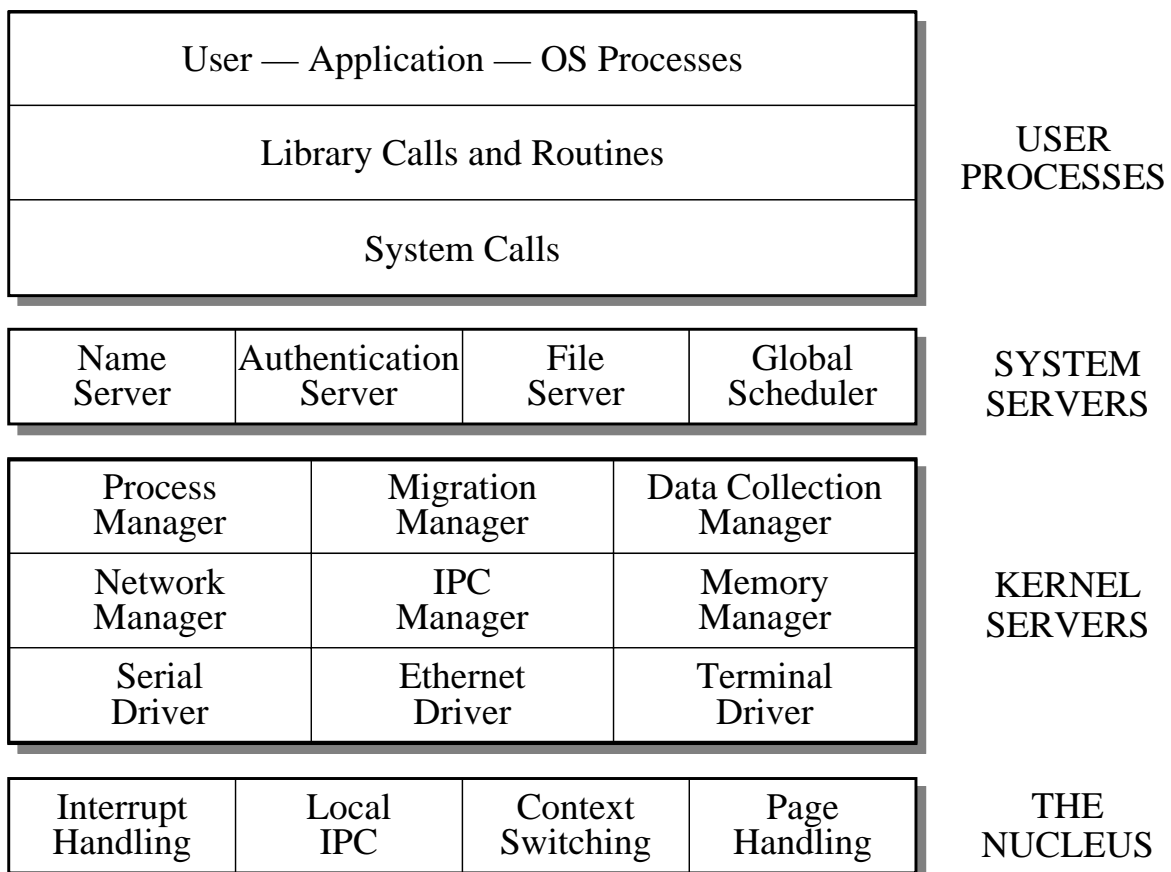 User — Application — OS Processes
Library Calls and Routines
System Calls
USER
PROCESSES
Name
Server
Authentication
Server
File
Server
Global
Scheduler
SYSTEM
SERVERS
Process
Manager
Migration
Manager
Data Collection
Manager
Network
Manager
IPC
Manager
Memory
Manager
Serial
Driver
Ethernet
Driver
Terminal
Driver
KERNEL
SERVERS
Interrupt
Handling
Local
IPC
Context
Switching
Page
Handling
THE
NUCLEUS